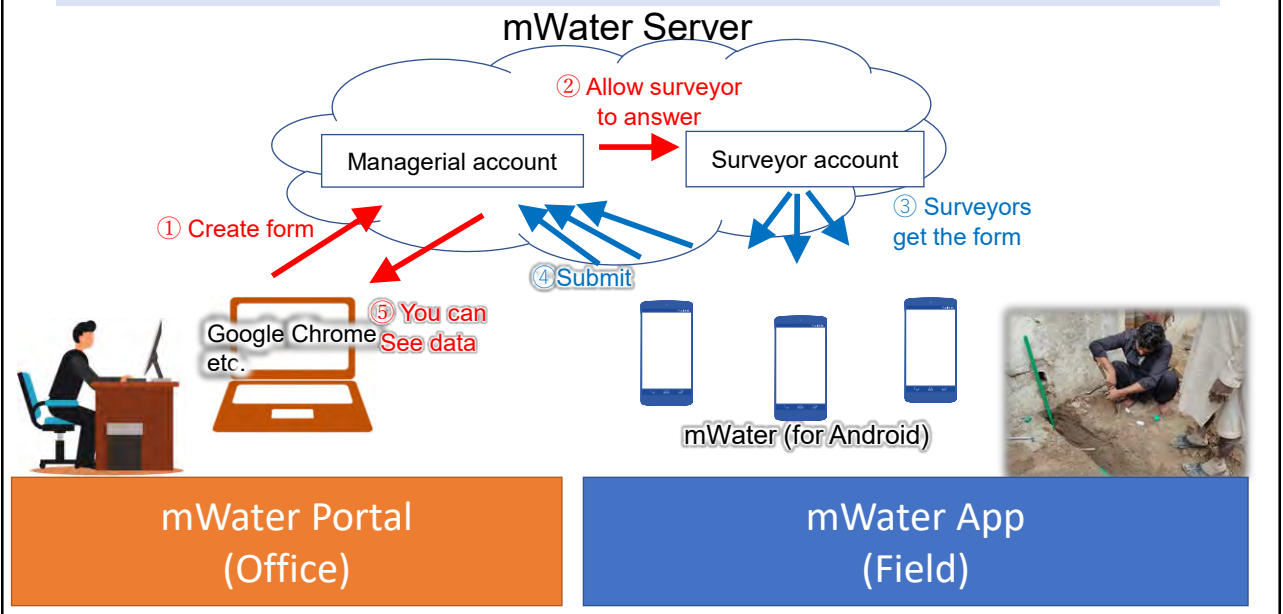 mWater Server
② Allow surveyor
to answer
Managerial account
Surveyor account
① Create form
③ Surveyors
get the form
④Submit
⑤ You can
See data
Google Chrome
etc.
mWater (for Android)
mWater Portal
(Office)
mWater App
(Field)